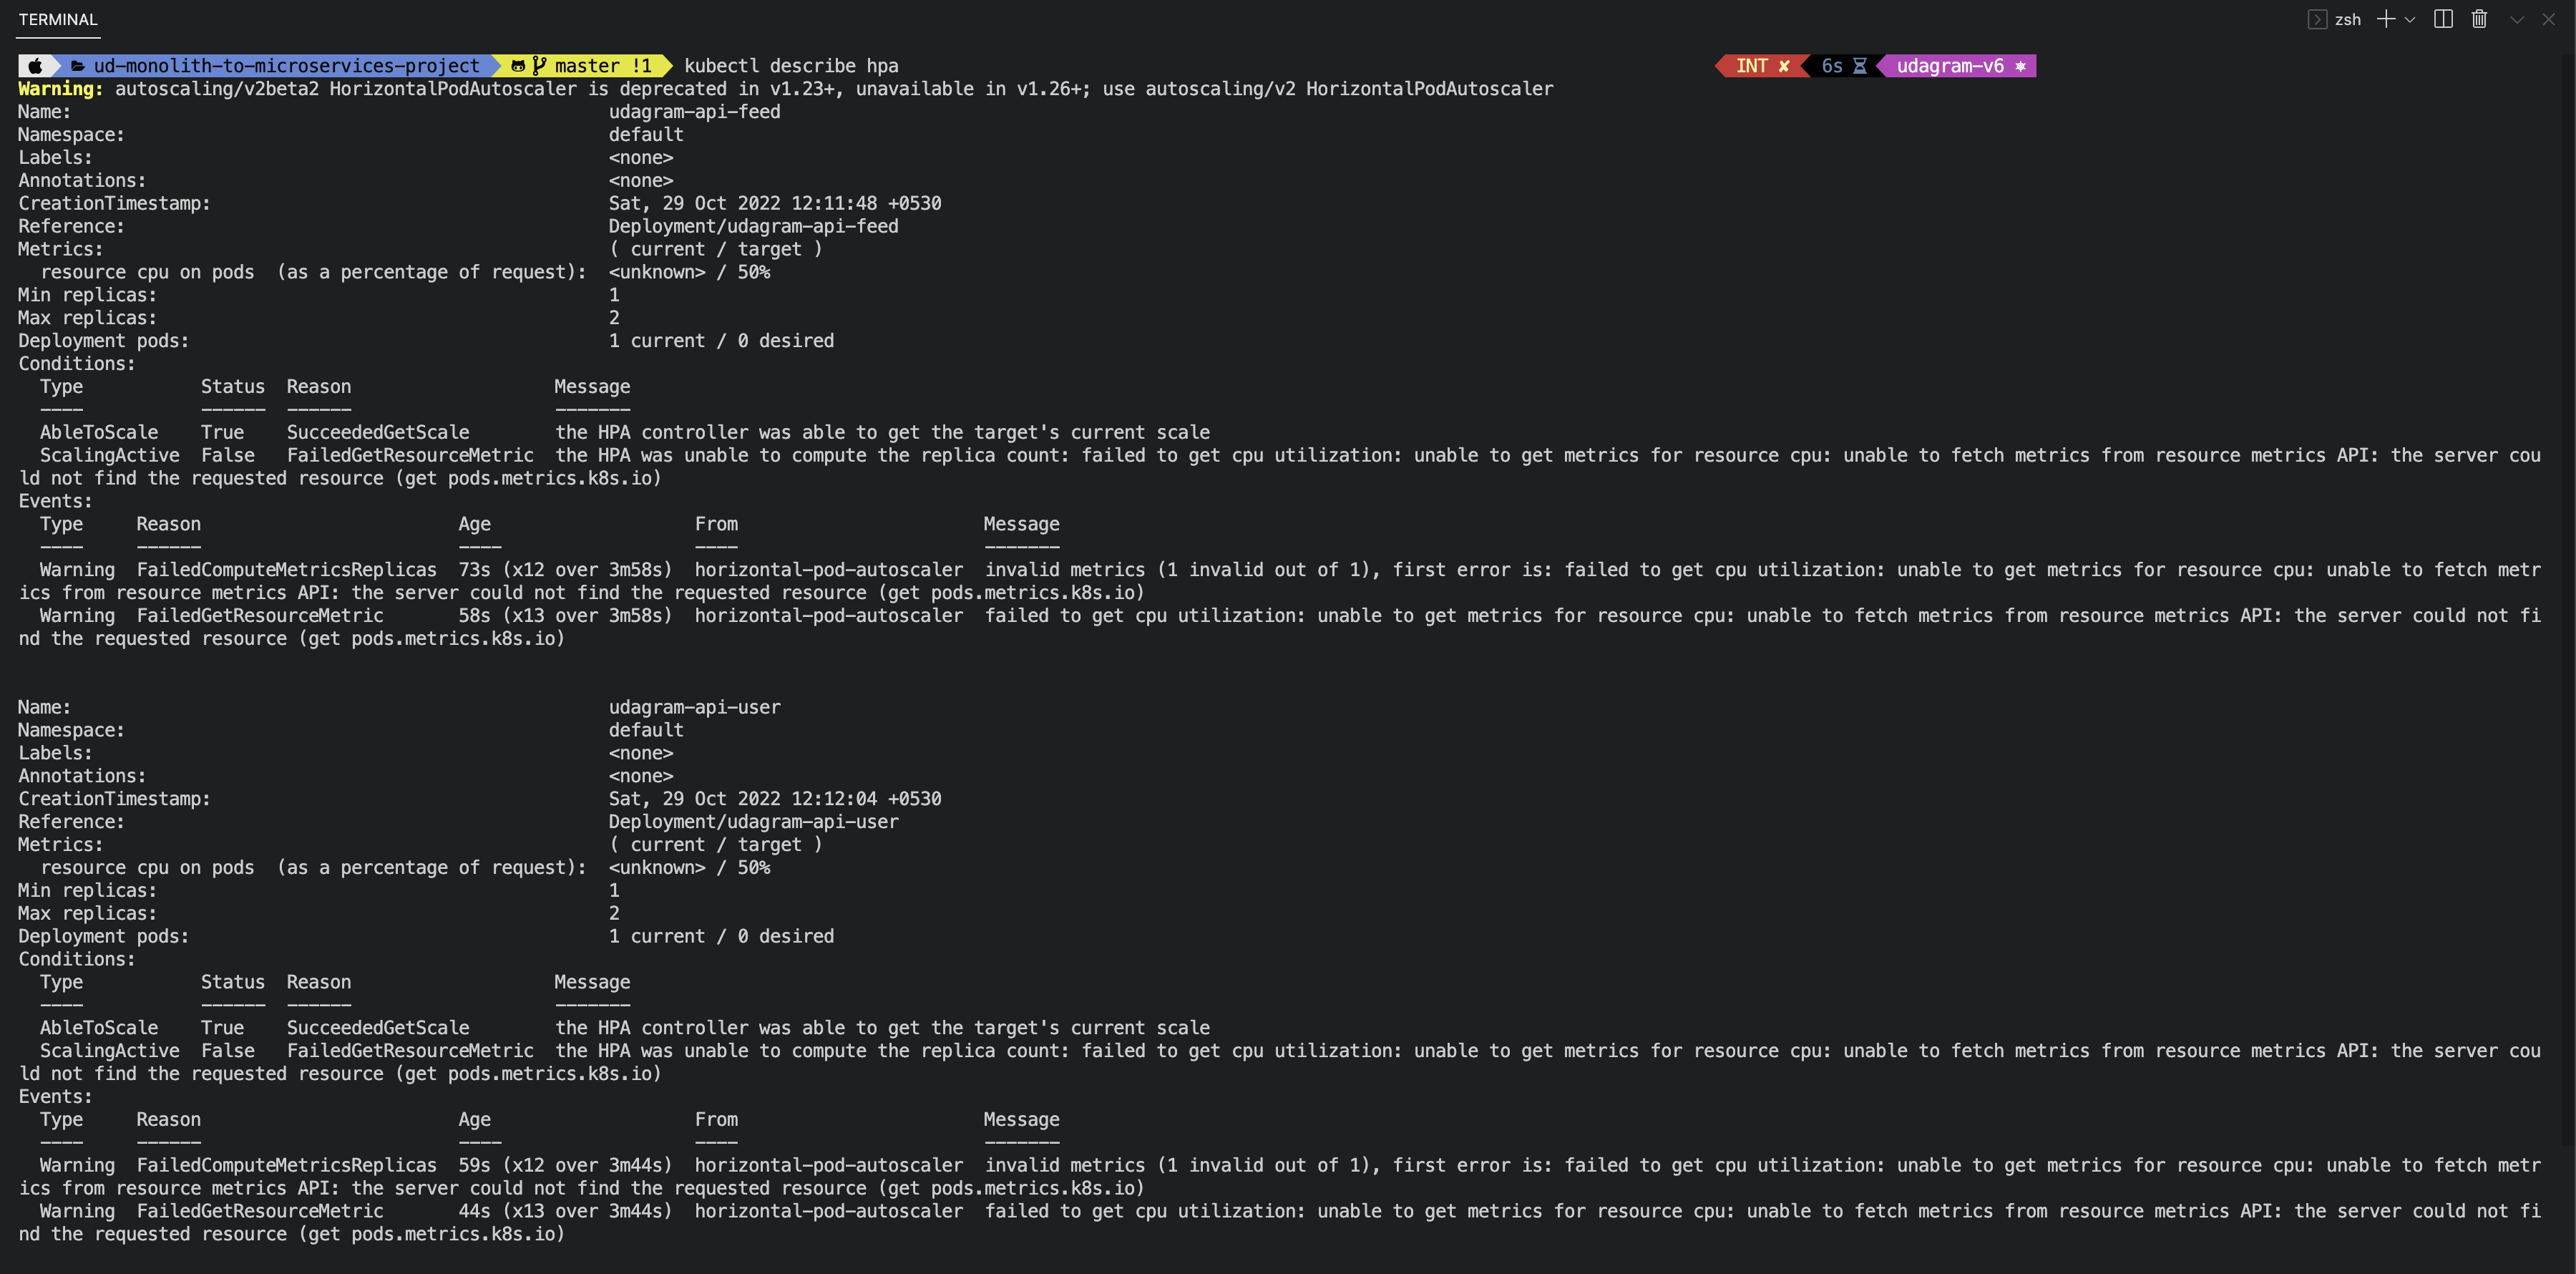 TERMINAL
zsh
ud-monolith-to-microservices-project master !1 kubectl describe hpa INT ✘ 6s udagram-v6
Warning: autoscaling/v2beta2 HorizontalPodAutoscaler is deprecated in v1.23+, unavailable in v1.26+; use autoscaling/v2 HorizontalPodAutoscaler
Name: udagram-api-feed
Namespace: default
Labels: <none>
Annotations: <none>
CreationTimestamp: Sat, 29 Oct 2022 12:11:48 +0530
Reference: Deployment/udagram-api-feed
Metrics: ( current / target )
resource cpu on pods (as a percentage of request): <unknown> / 50%
Min replicas: 1
Max replicas: 2
Deployment pods: 1 current / 0 desired
Conditions:
Type Status Reason Message
---- ------ ------ -------
AbleToScale True SucceededGetScale the HPA controller was able to get the target's current scale
ScalingActive False FailedGetResourceMetric the HPA was unable to compute the replica count: failed to get cpu utilization: unable to get metrics for resource cpu: unable to fetch metrics from resource metrics API: the server cou
ld not find the requested resource (get pods.metrics.k8s.io)
Events:
Type Reason Age From Message
---- ------ ---- ---- -------
Warning FailedComputeMetricsReplicas 73s (x12 over 3m58s) horizontal-pod-autoscaler invalid metrics (1 invalid out of 1), first error is: failed to get cpu utilization: unable to get metrics for resource cpu: unable to fetch metr
ics from resource metrics API: the server could not find the requested resource (get pods.metrics.k8s.io)
Warning FailedGetResourceMetric 58s (x13 over 3m58s) horizontal-pod-autoscaler failed to get cpu utilization: unable to get metrics for resource cpu: unable to fetch metrics from resource metrics API: the server could not fi
nd the requested resource (get pods.metrics.k8s.io)
Name: udagram-api-user
Namespace: default
Labels: <none>
Annotations: <none>
CreationTimestamp: Sat, 29 Oct 2022 12:12:04 +0530
Reference: Deployment/udagram-api-user
Metrics: ( current / target )
resource cpu on pods (as a percentage of request): <unknown> / 50%
Min replicas: 1
Max replicas: 2
Deployment pods: 1 current / 0 desired
Conditions:
Type Status Reason Message
---- ------ ------ -------
AbleToScale True SucceededGetScale the HPA controller was able to get the target's current scale
ScalingActive False FailedGetResourceMetric the HPA was unable to compute the replica count: failed to get cpu utilization: unable to get metrics for resource cpu: unable to fetch metrics from resource metrics API: the server cou
ld not find the requested resource (get pods.metrics.k8s.io)
Events:
Type Reason Age From Message
---- ------ ---- ---- -------
Warning FailedComputeMetricsReplicas 59s (x12 over 3m44s) horizontal-pod-autoscaler invalid metrics (1 invalid out of 1), first error is: failed to get cpu utilization: unable to get metrics for resource cpu: unable to fetch metr
ics from resource metrics API: the server could not find the requested resource (get pods.metrics.k8s.io)
Warning FailedGetResourceMetric 44s (x13 over 3m44s) horizontal-pod-autoscaler failed to get cpu utilization: unable to get metrics for resource cpu: unable to fetch metrics from resource metrics API: the server could not fi
nd the requested resource (get pods.metrics.k8s.io)